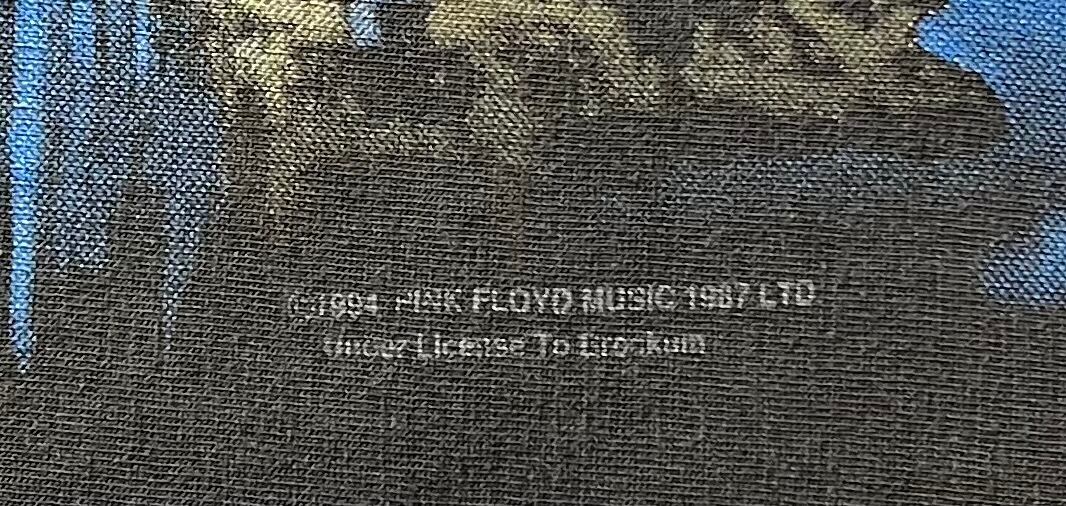 ©1994 PINK FLOYD MUSIC 1987 LTD
Under License To Brockum